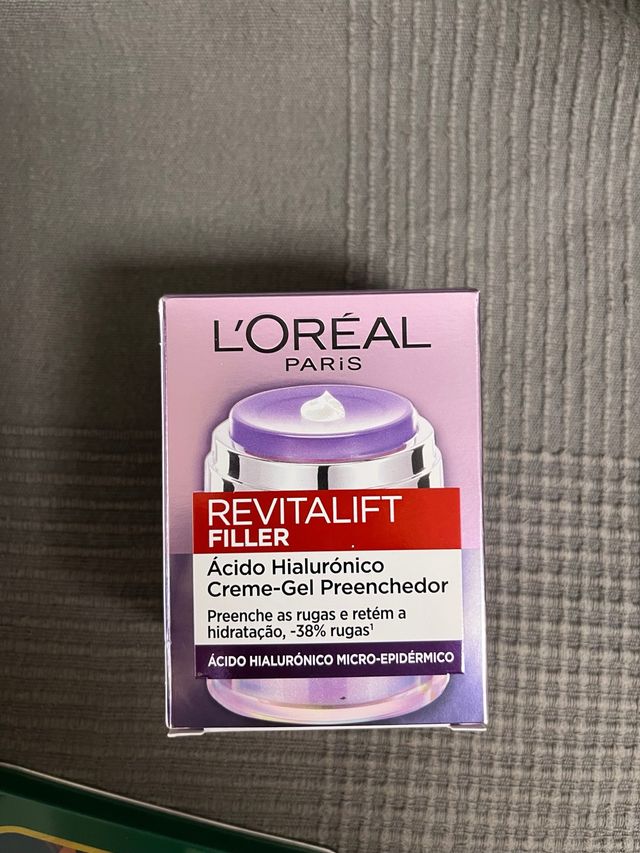 L'ORÉAL
PARiS
REVITALIFT
FILLER
Ácido Hialurónico
Creme-Gel Preenchedor
Preenche as rugas e retém a
hidratação, -38% rugas¹
ÁCIDO HIALURÓNICO MICRO-EPIDÉRMICO